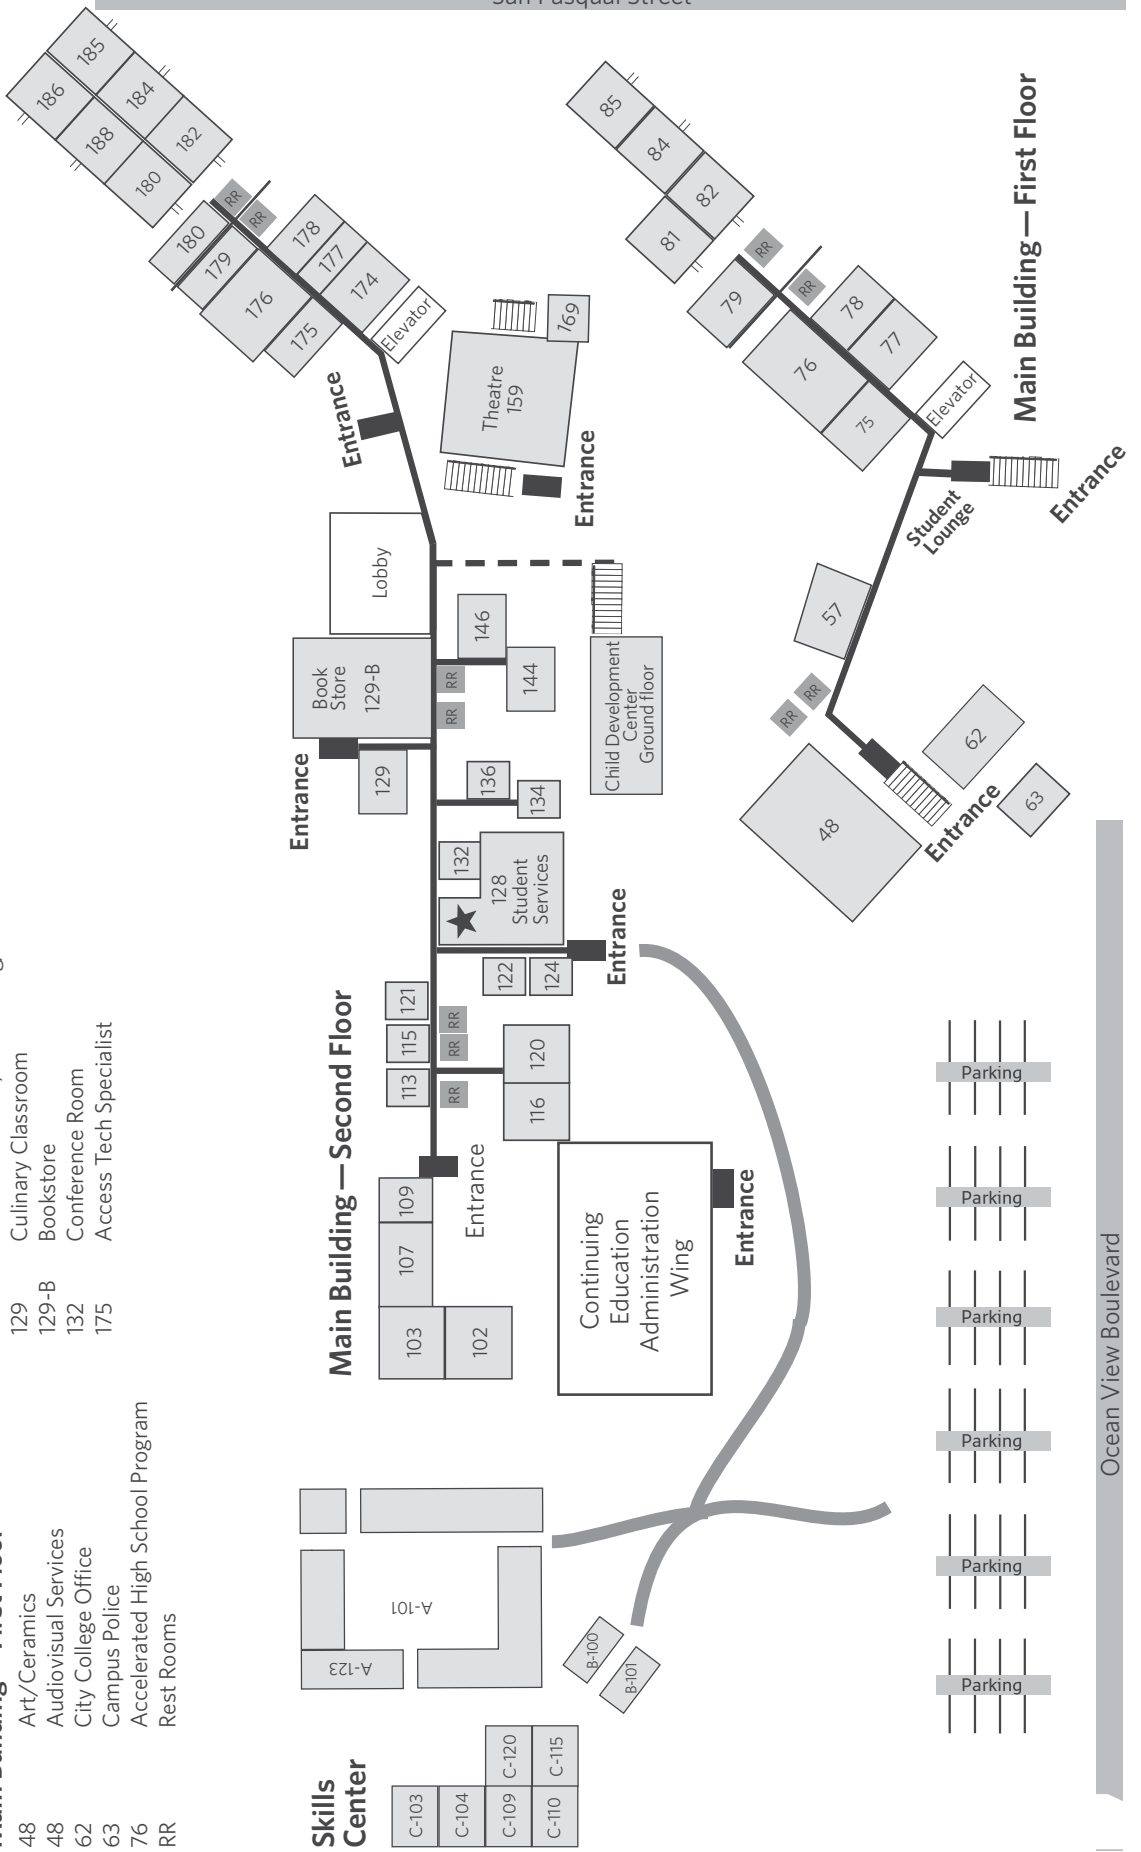 San Pasqual Street
48 Art/Ceramics
48 Audiovisual Services
62 City College Office
63 Campus Police
76 Accelerated High School Program
RR Rest Rooms
129 Culinary Classroom
129-B Bookstore
132 Conference Room
175 Access Tech Specialist
Skills
Center
C-103
C-104
C-109
C-110
C-120
C-115
A-123
A-101
B-100
B-101
Main Building — Second Floor
103
102
107
109
Entrance
Continuing
Education
Administration
Wing
Entrance
113
115
121
RR
RR
RR
116
120
122
124
Entrance
128
Student
Services
132
134
136
Entrance
129
Book
Store
129-B
RR
RR
144
146
Lobby
Child Development
Center
Ground floor
Entrance
Theatre
159
169
Entrance
Elevator
175
176
174
177
178
179
180
RR
RR
180
182
188
184
186
185
Main Building — First Floor
48
Entrance
63
62
RR
RR
57
Student
Lounge
Entrance
Elevator
75
76
77
78
79
RR
RR
81
82
84
85
Parking
Parking
Parking
Parking
Parking
Parking
Ocean View Boulevard